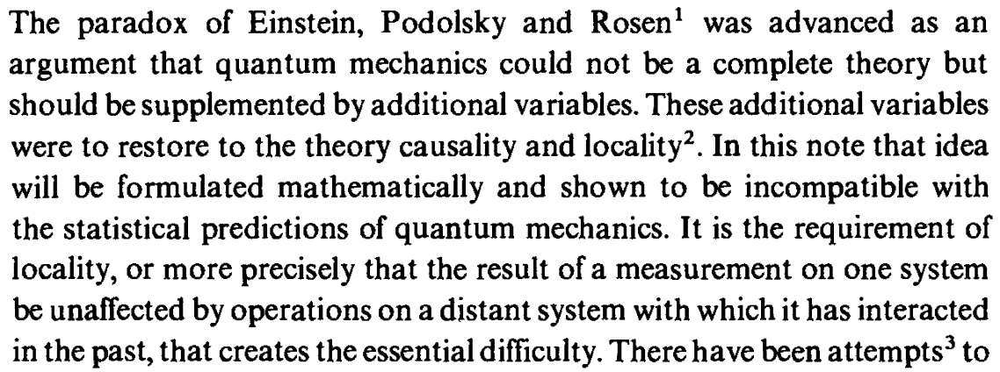 The paradox of Einstein, Podolsky and Rosen¹ was advanced as an
argument that quantum mechanics could not be a complete theory but
should be supplemented by additional variables. These additional variables
were to restore to the theory causality and locality². In this note that idea
will be formulated mathematically and shown to be incompatible with
the statistical predictions of quantum mechanics. It is the requirement of
locality, or more precisely that the result of a measurement on one system
be unaffected by operations on a distant system with which it has interacted
in the past, that creates the essential difficulty. There have been attempts³ to